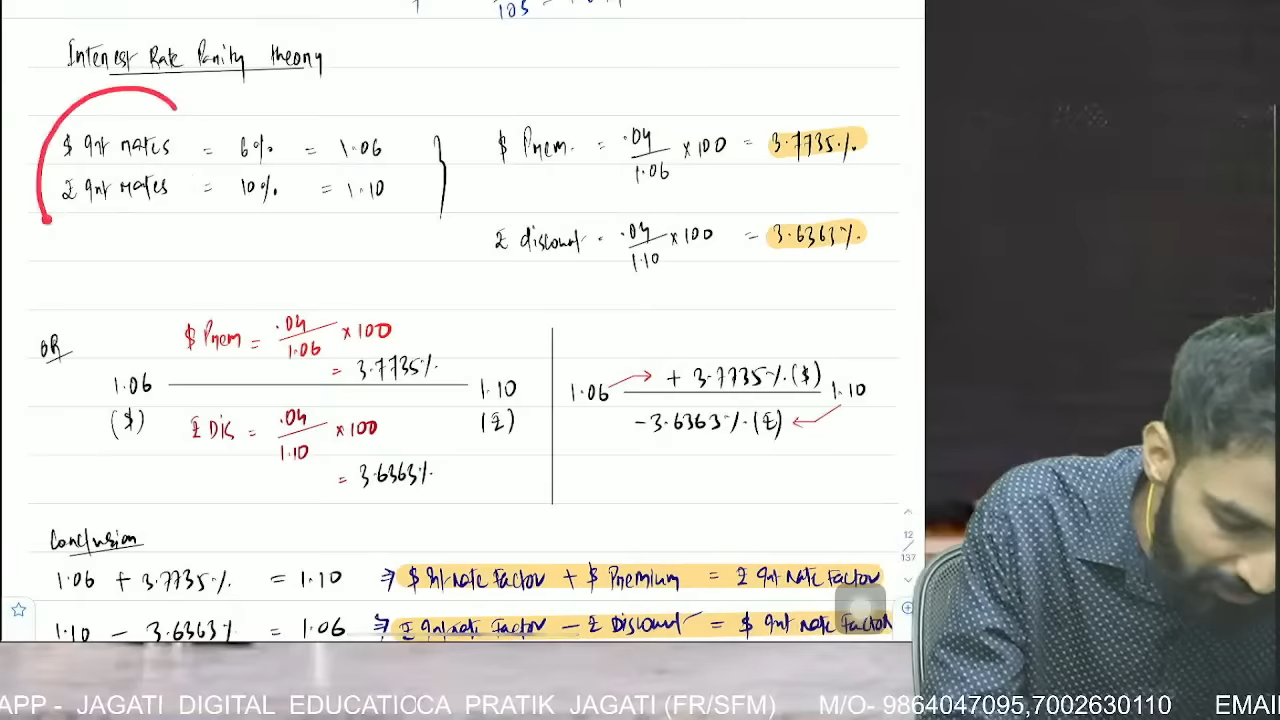 105
Interest Rate Parity theory
$ Int rates = 6% = 1.06
£ Int Rates = 10% = 1.10
$ Prem. = .04/1.06 × 100 = 3.7735%
£ discount = .04/1.10 × 100 = 3.6363%
OR
$ Prem = .04/1.06 × 100
= 3.7735%
1.06 1.10
($) (£)
£ Dis = .04/1.10 × 100
= 3.6363%
1.06 → + 3.7735% ($) 1.10
- 3.6363% (£) ←
Conclusion
1.06 + 3.7735% = 1.10 ⇒ $ Int rate Factor + $ Premium = £ Int Rate Factor
1.10 - 3.6363% = 1.06 ⇒ £ Int rate Factor - £ Discount = $ Int rate Factor
12
/
137
APP - JAGATI DIGITAL EDUCATIOCA PRATIK JAGATI (FR/SFM) M/O- 9864047095,7002630110 EMAI